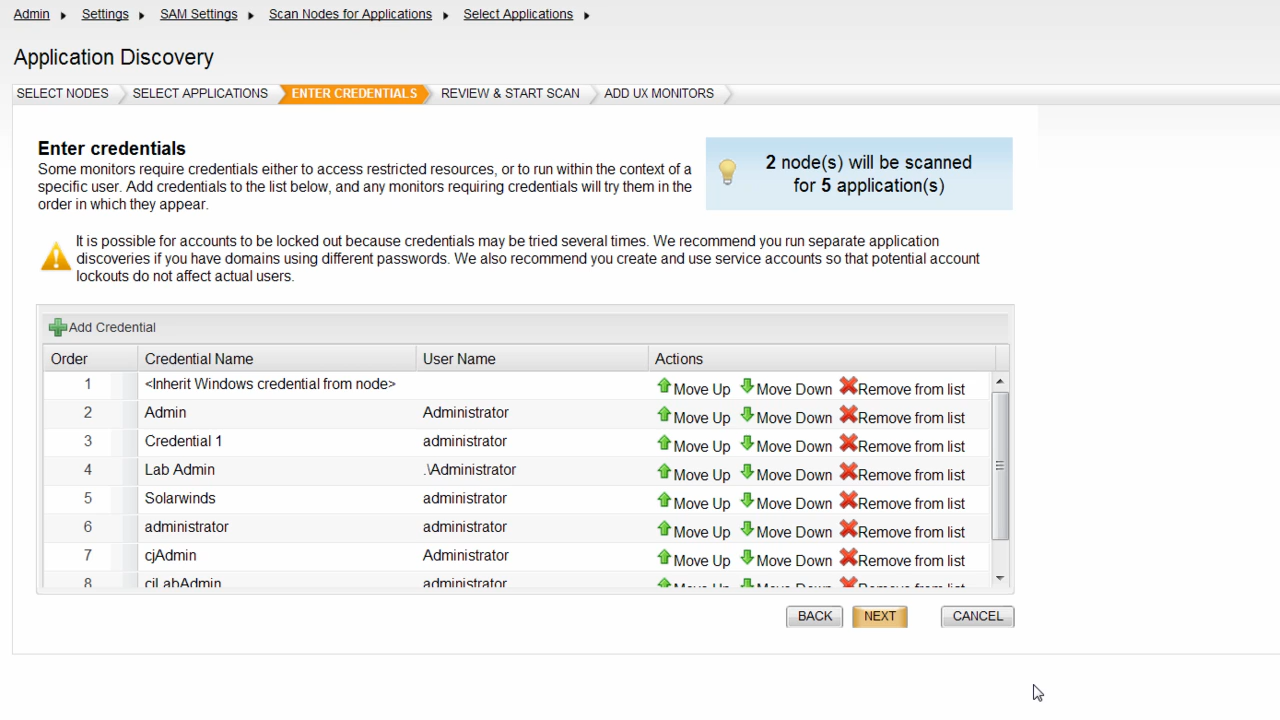 Admin Settings SAM Settings Scan Nodes for Applications Select Applications
Application Discovery
SELECT NODES SELECT APPLICATIONS ENTER CREDENTIALS REVIEW & START SCAN ADD UX MONITORS
Enter credentials
Some monitors require credentials either to access restricted resources, or to run within the context of a
specific user. Add credentials to the list below, and any monitors requiring credentials will try them in the
order in which they appear.
2 node(s) will be scanned
for 5 application(s)
It is possible for accounts to be locked out because credentials may be tried several times. We recommend you run separate application
discoveries if you have domains using different passwords. We also recommend you create and use service accounts so that potential account
lockouts do not affect actual users.
Add Credential
Order Credential Name User Name Actions
1 <Inherit Windows credential from node> Move Up Move Down Remove from list
2 Admin Administrator Move Up Move Down Remove from list
3 Credential 1 administrator Move Up Move Down Remove from list
4 Lab Admin .\Administrator Move Up Move Down Remove from list
5 Solarwinds administrator Move Up Move Down Remove from list
6 administrator administrator Move Up Move Down Remove from list
7 cjAdmin Administrator Move Up Move Down Remove from list
8 cjLabAdmin administrator Move Up Move Down Remove from list
BACK NEXT CANCEL